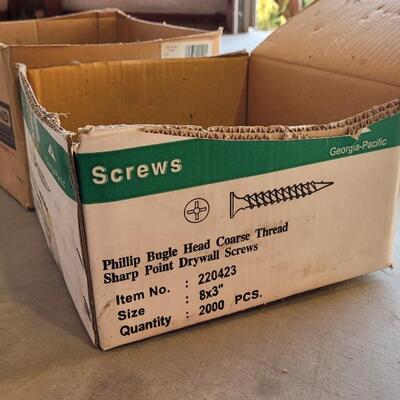 Screws
Georgia-Pacific
Phillip Bugle Head Coarse Thread
Sharp Point Drywall Screws
Item No. : 220423
Size : 8x3"
Quantity : 2000 PCS.